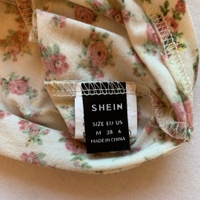 SHEIN
SIZE EU US
M 38 6
MADE IN CHINA